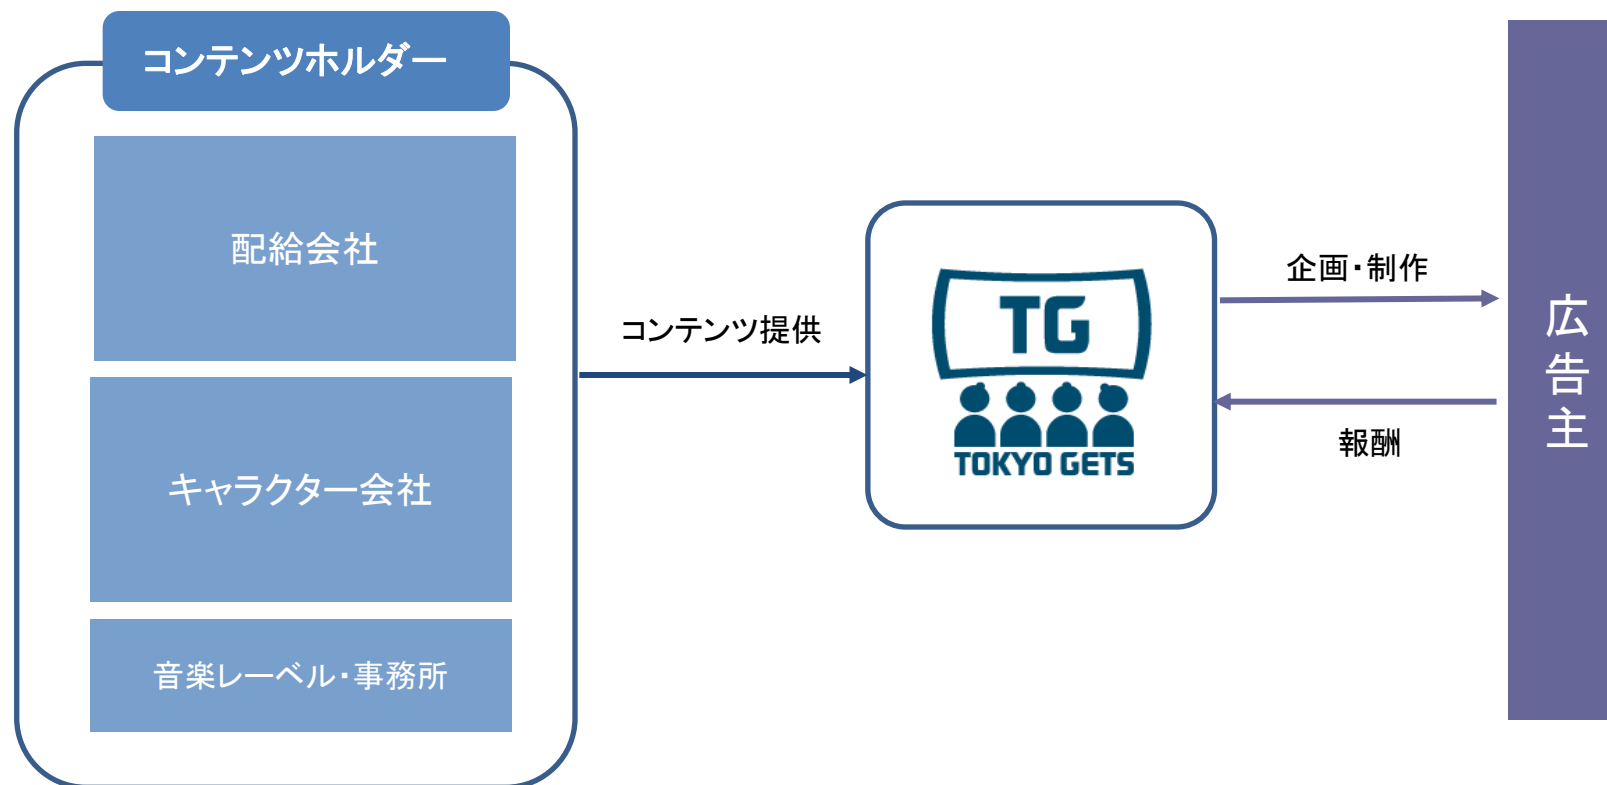 コンテンツホルダー
配給会社
キャラクター会社
音楽レーベル・事務所
コンテンツ提供
TG
TOKYO GETS
企画・制作
報酬
広告主